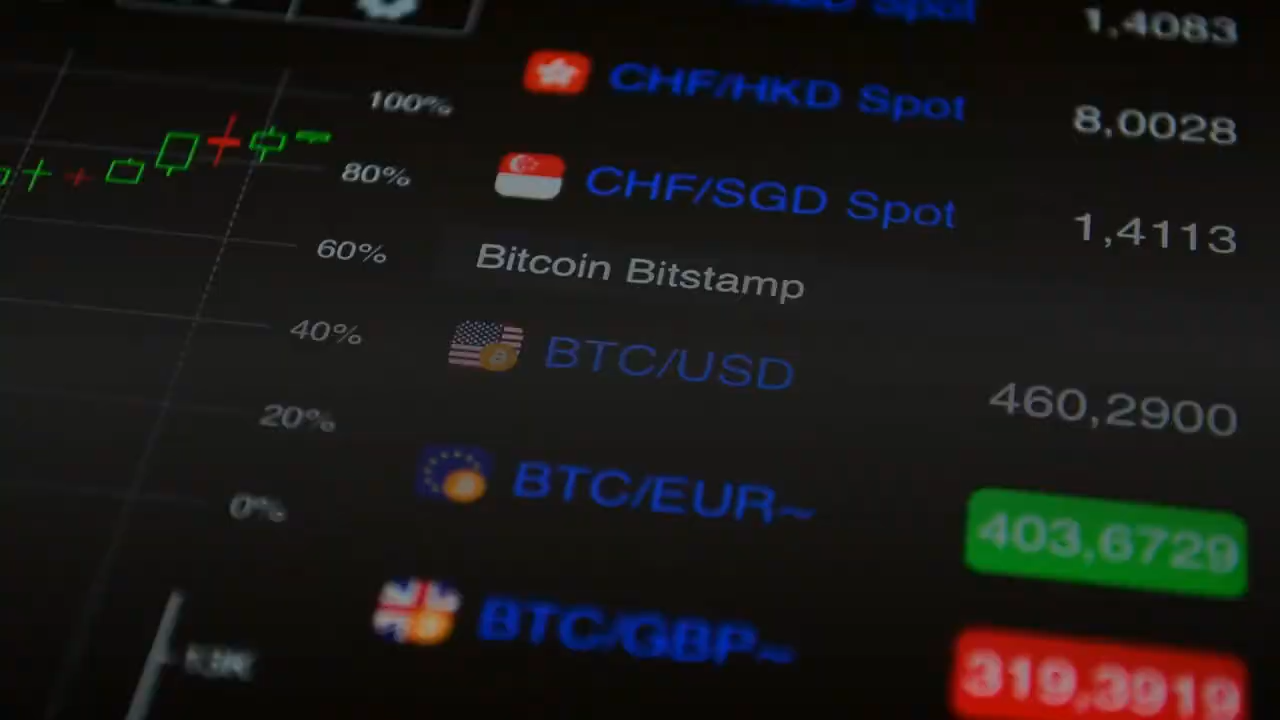 Spot
1,4083
100%
CHF/HKD Spot
8,0028
80%
CHF/SGD Spot
1,4113
60%
Bitcoin Bitstamp
40%
BTC/USD
460,2900
20%
BTC/EUR~
403,6729
0%
BTC/GBP~
319,3919